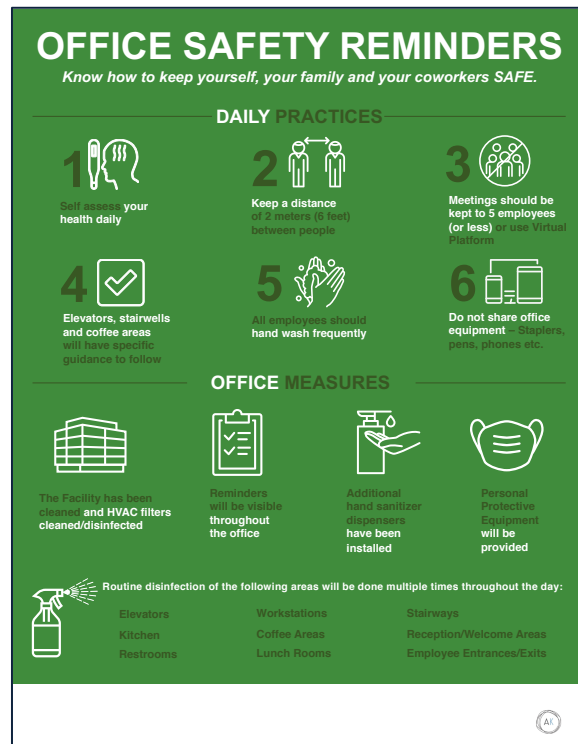 OFFICE SAFETY REMINDERS
Know how to keep yourself, your family and your coworkers SAFE.
DAILY PRACTICES
1
Self assess your
health daily
2
Keep a distance
of 2 meters (6 feet)
between people
3
Meetings should be
kept to 5 employees
(or less) or use Virtual
Platform
4
Elevators, stairwells
and coffee areas
will have specific
guidance to follow
5
All employees should
hand wash frequently
6
Do not share office
equipment – Staplers,
pens, phones etc.
OFFICE MEASURES
The Facility has been
cleaned and HVAC filters
cleaned/disinfected
Reminders
will be visible
throughout
the office
Additional
hand sanitizer
dispensers
have been
installed
Personal
Protective
Equipment
will be
provided
Routine disinfection of the following areas will be done multiple times throughout the day:
Elevators
Kitchen
Restrooms
Workstations
Coffee Areas
Lunch Rooms
Stairways
Reception/Welcome Areas
Employee Entrances/Exits
AK